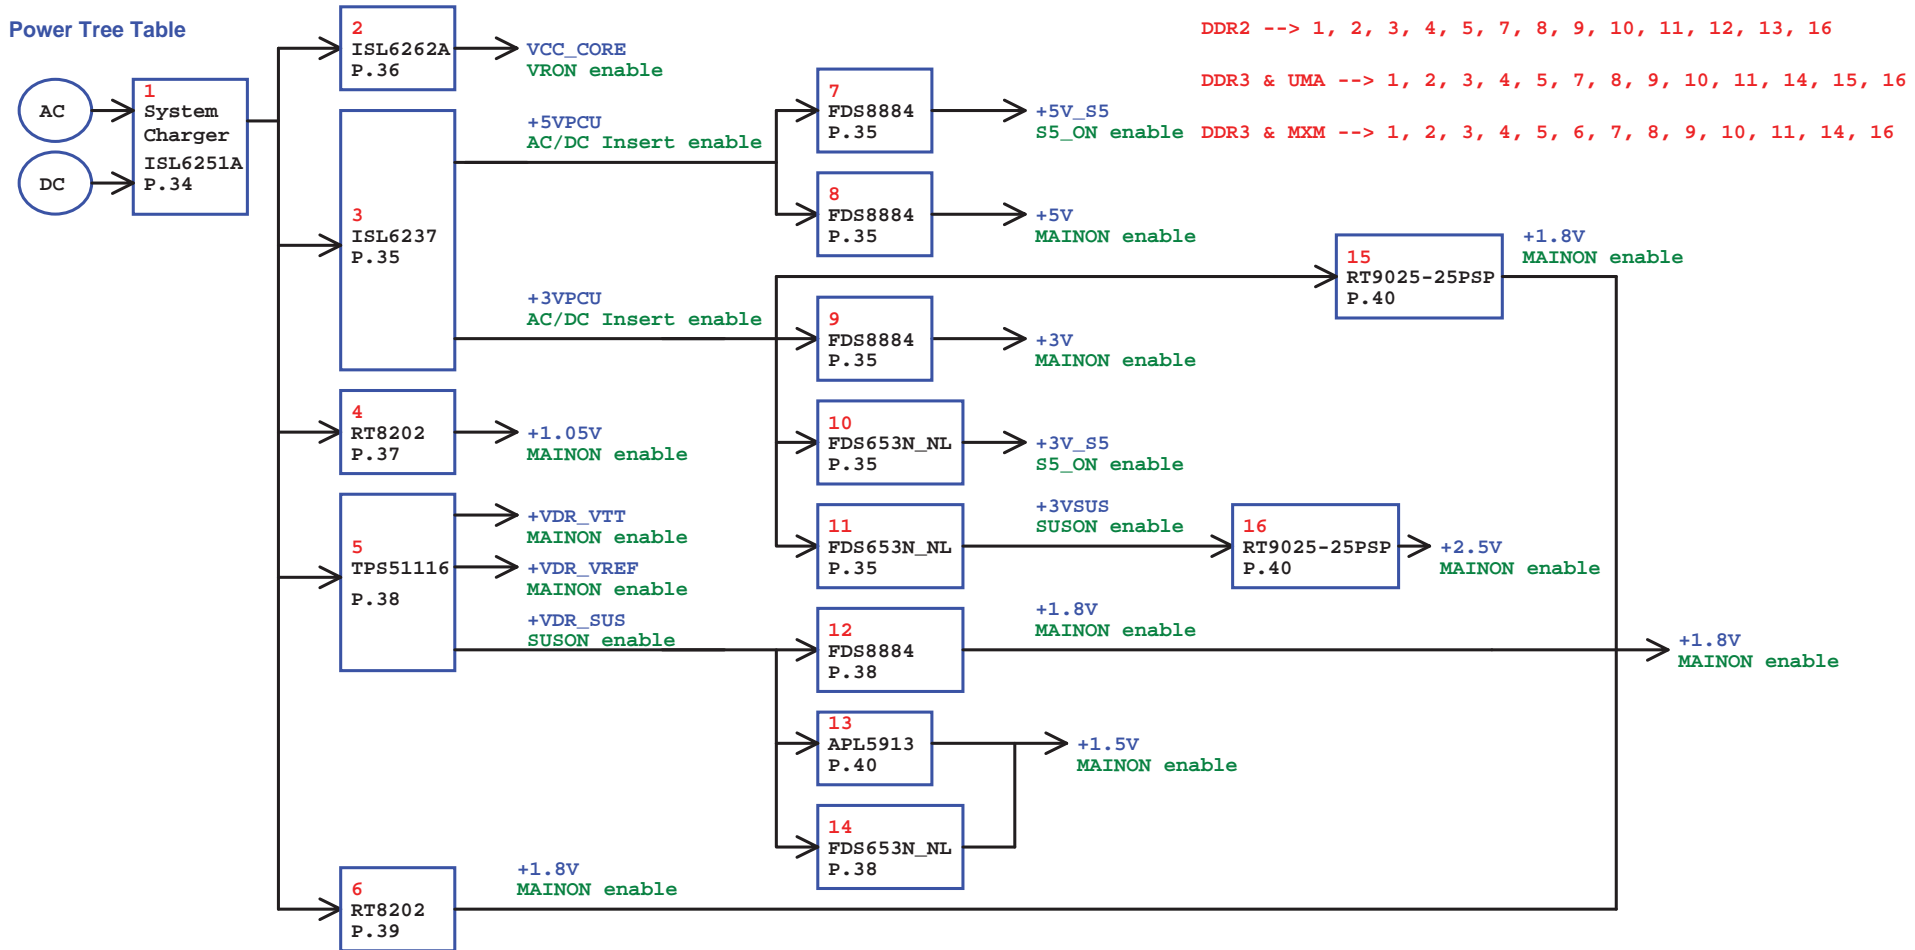 Power Tree Table
DDR2 --> 1, 2, 3, 4, 5, 7, 8, 9, 10, 11, 12, 13, 16
DDR3 & UMA --> 1, 2, 3, 4, 5, 7, 8, 9, 10, 11, 14, 15, 16
DDR3 & MXM --> 1, 2, 3, 4, 5, 6, 7, 8, 9, 10, 11, 14, 16
AC
DC
1
System
Charger
ISL6251A
P.34
2
ISL6262A
P.36
VCC_CORE
VRON enable
3
ISL6237
P.35
+5VPCU
AC/DC Insert enable
+3VPCU
AC/DC Insert enable
4
RT8202
P.37
+1.05V
MAINON enable
5
TPS51116
P.38
+VDR_VTT
MAINON enable
+VDR_VREF
MAINON enable
+VDR_SUS
SUSON enable
6
RT8202
P.39
+1.8V
MAINON enable
7
FDS8884
P.35
+5V_S5
S5_ON enable
8
FDS8884
P.35
+5V
MAINON enable
9
FDS8884
P.35
+3V
MAINON enable
10
FDS653N_NL
P.35
+3V_S5
S5_ON enable
11
FDS653N_NL
P.35
+3VSUS
SUSON enable
12
FDS8884
P.38
+1.8V
MAINON enable
13
APL5913
P.40
+1.5V
MAINON enable
14
FDS653N_NL
P.38
15
RT9025-25PSP
P.40
+1.8V
MAINON enable
16
RT9025-25PSP
P.40
+2.5V
MAINON enable
+1.8V
MAINON enable